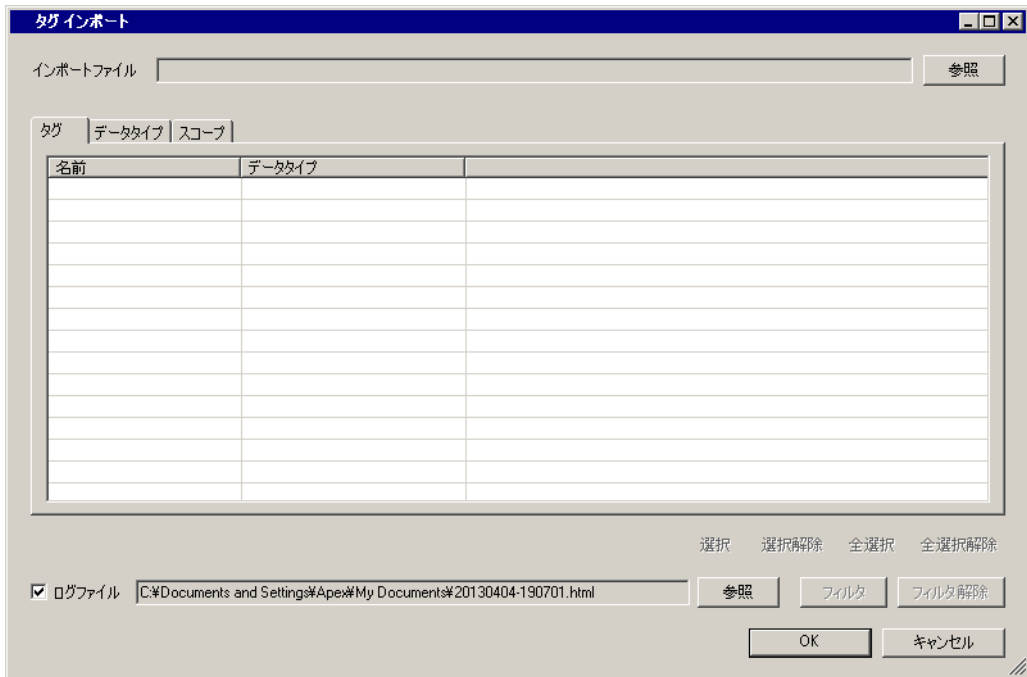 タグ インポート
インポートファイル 参照
タグ データタイプ スコープ
名前 データタイプ
選択 選択解除 全選択 全選択解除
ログファイル C:¥Documents and Settings¥Apex¥My Documents¥20130404-190701.html 参照 フィルタ フィルタ解除
OK キャンセル